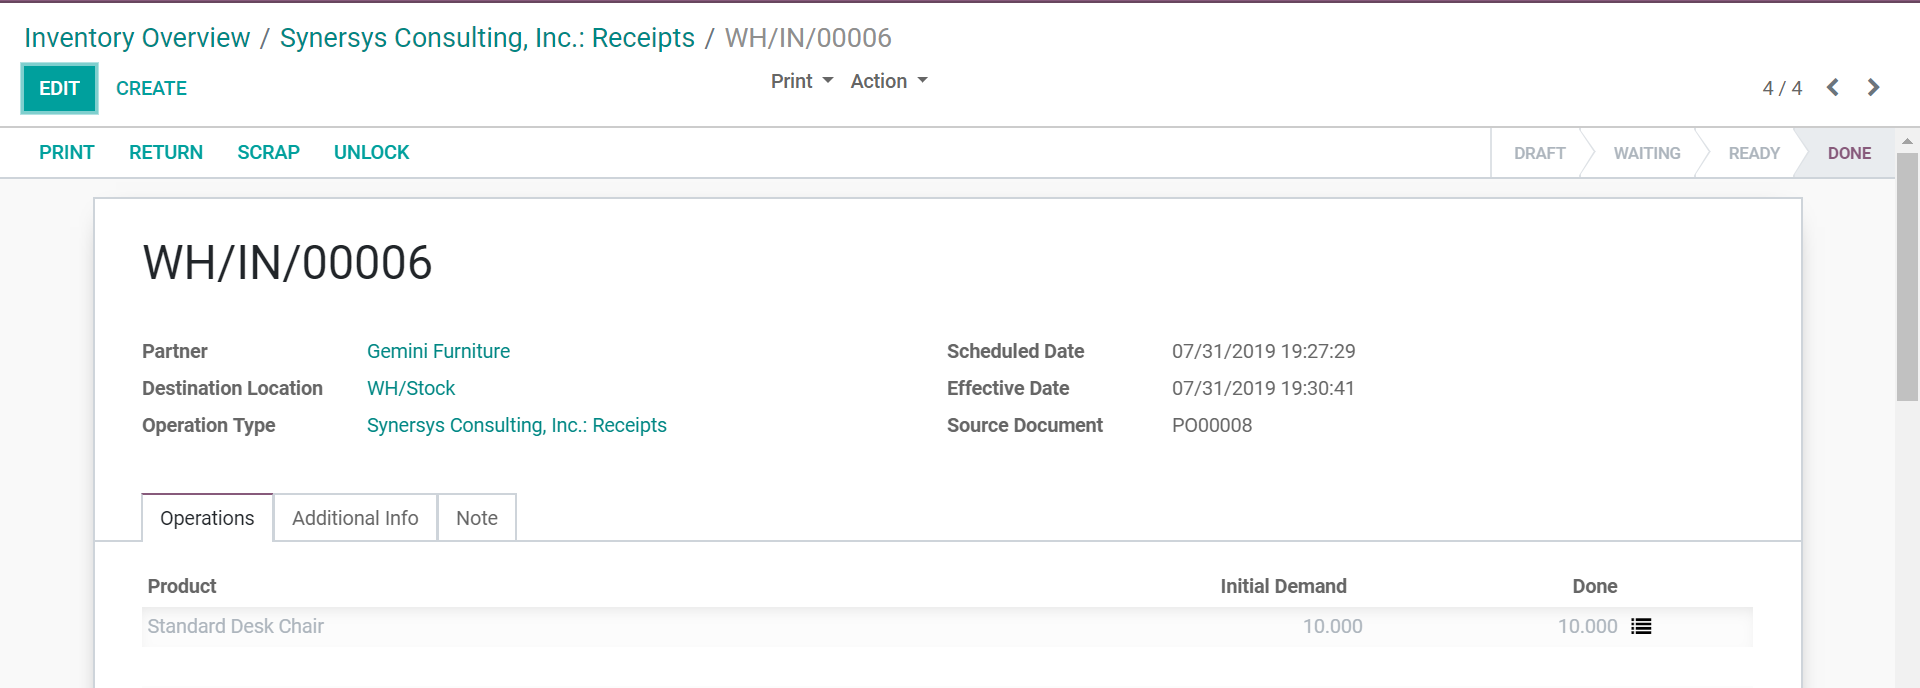 Inventory Overview / Synersys Consulting, Inc.: Receipts / WH/IN/00006
EDIT CREATE Print Action 4 / 4
PRINT RETURN SCRAP UNLOCK DRAFT WAITING READY DONE
WH/IN/00006
Partner Gemini Furniture Scheduled Date 07/31/2019 19:27:29
Destination Location WH/Stock Effective Date 07/31/2019 19:30:41
Operation Type Synersys Consulting, Inc.: Receipts Source Document PO00008
Operations Additional Info Note
Product Initial Demand Done
Standard Desk Chair 10.000 10.000